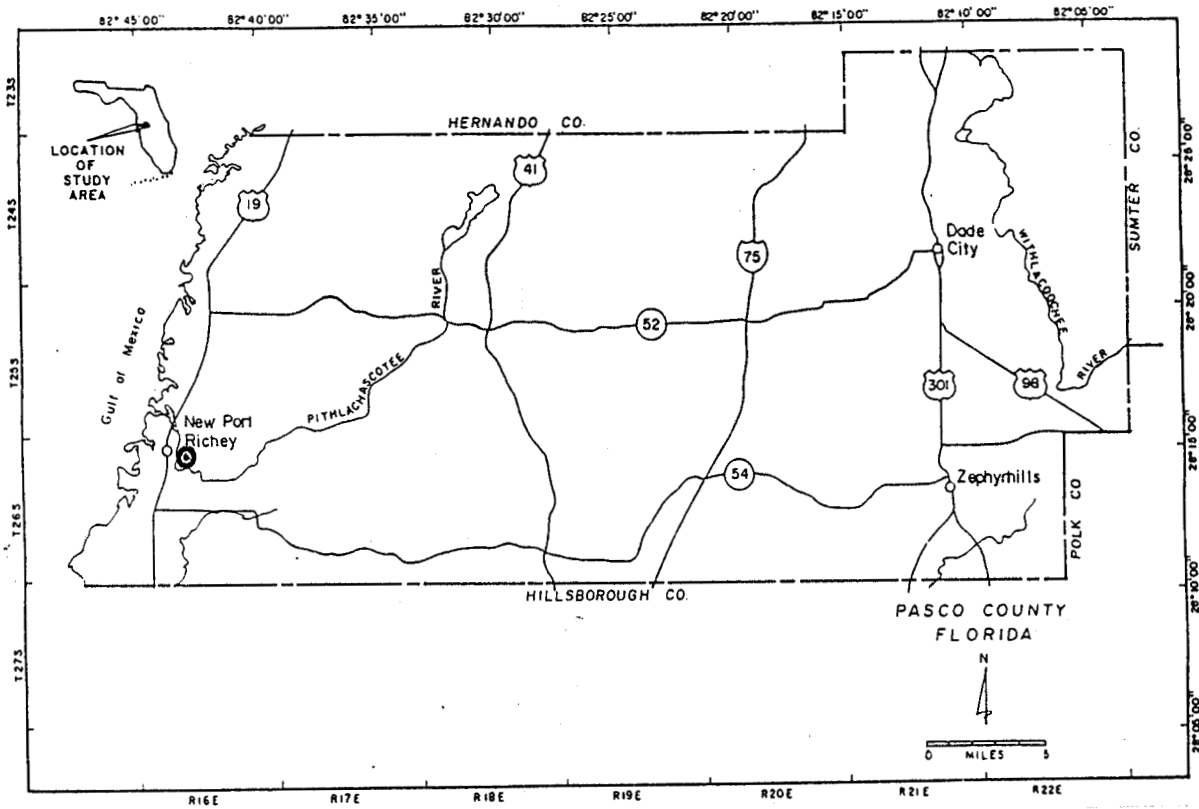 82°45'00"
82°40'00"
82°35'00"
82°30'00"
82°25'00"
82°20'00"
82°15'00"
82°10'00"
82°05'00"
T23S
T24S
T25S
T26S
T27S
LOCATION
OF
STUDY
AREA
HERNANDO CO.
SUMTER CO.
28°25'00"
28°20'00"
28°15'00"
28°10'00"
28°05'00"
19
41
75
Dade
City
WITHLACOOCHEE
RIVER
RIVER
52
Gulf of Mexico
PITHLACHASCOTEE
301
98
New Port
Richey
54
Zephyrhills
POLK CO
HILLSBOROUGH CO.
PASCO COUNTY
FLORIDA
N
0 MILES 5
R16E
R17E
R18E
R19E
R20E
R21E
R22E